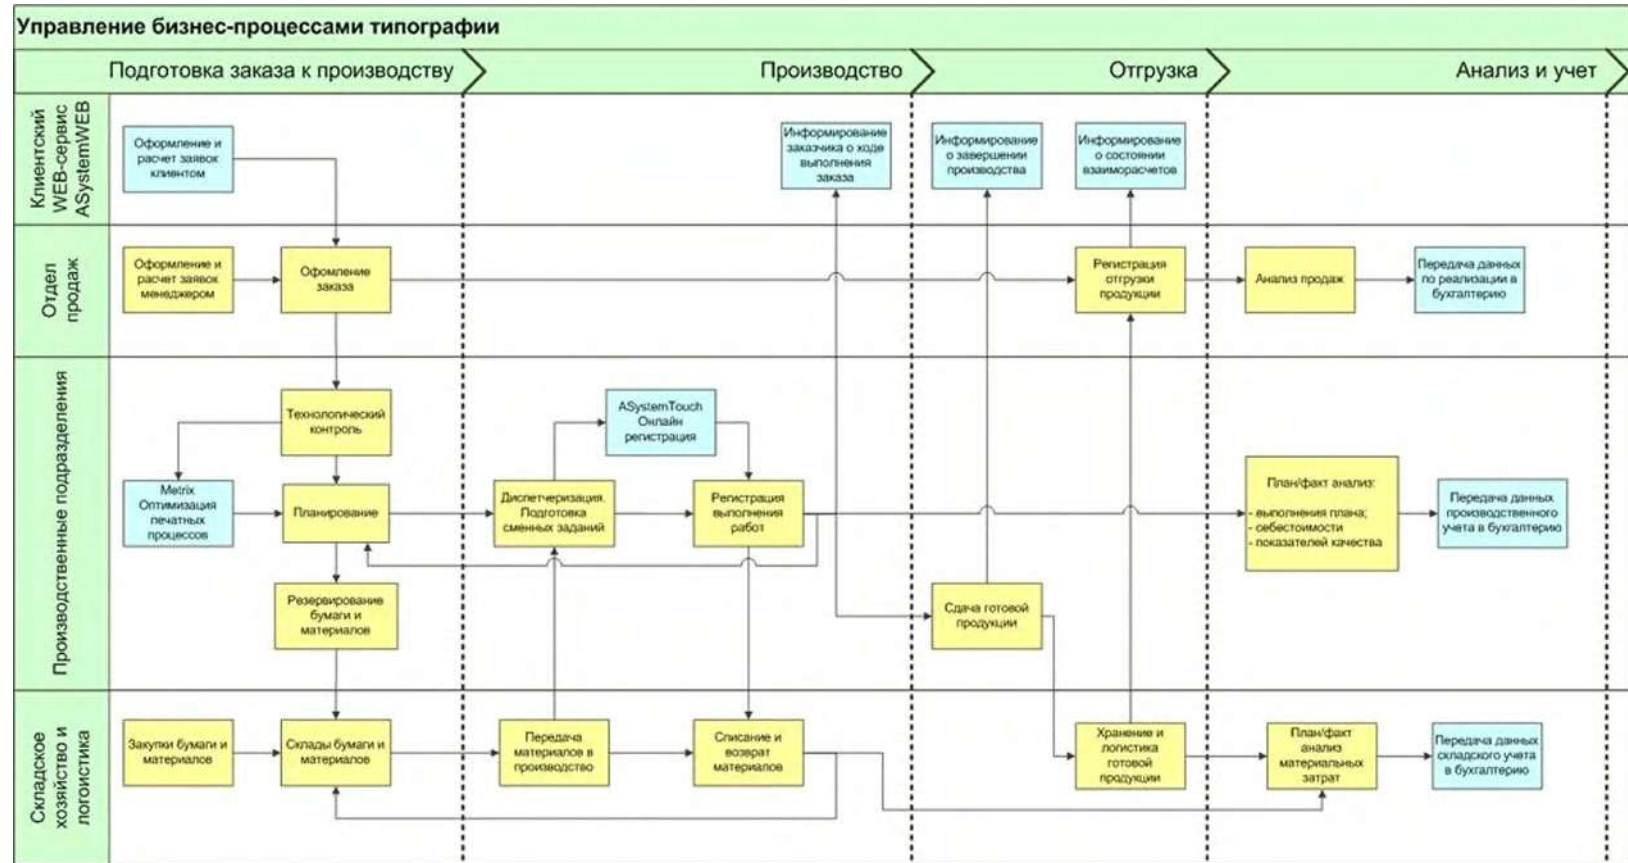 Управление бизнес-процессами типографии
Подготовка заказа к производству
Производство
Отгрузка
Анализ и учет
Клиентский
WEB-сервис
ASystemWEB
Оформление и
расчет заявок
клиентом
Информирование
заказчика о ходе
выполнения
заказа
Информирование
о завершении
производства
Информирование
о состоянии
взаиморасчетов
Отдел
продаж
Оформление и
расчет заявок
менеджером
Офомление
заказа
Регистрация
отгрузки
продукции
Анализ продаж
Передача данных
по реализации в
бухгалтерию
Производственные подразделения
Технологический
контроль
ASystemTouch
Онлайн
регистрация
Metrix
Оптимизация
печатных
процессов
Планирование
Диспетчеризация.
Подготовка
сменных заданий
Регистрация
выполнения
работ
План/факт анализ:
- выполнения плана;
- себестоимости
- показателей качества
Передача данных
производственного
учета в бухгалтерию
Резервирование
бумаги и
материалов
Сдача готовой
продукции
Складское
хозяйство и
логоистика
Закупки бумаги и
материалов
Склады бумаги и
материалов
Передача
материалов в
производство
Списание и
возврат
материалов
Хранение и
логистика
готовой
продукции
План/факт
анализ
материальных
затрат
Передача данных
складского учета
в бухгалтерию